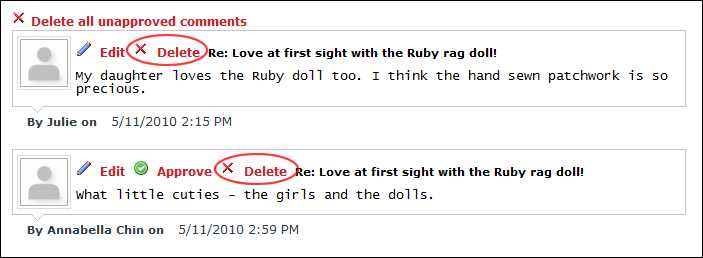 Delete all unapproved comments
Edit Delete Re: Love at first sight with the Ruby rag doll!
My daughter loves the Ruby doll too. I think the hand sewn patchwork is so
precious.
By Julie on 5/11/2010 2:15 PM
Edit Approve Delete Re: Love at first sight with the Ruby rag doll!
What little cuties - the girls and the dolls.
By Annabella Chin on 5/11/2010 2:59 PM